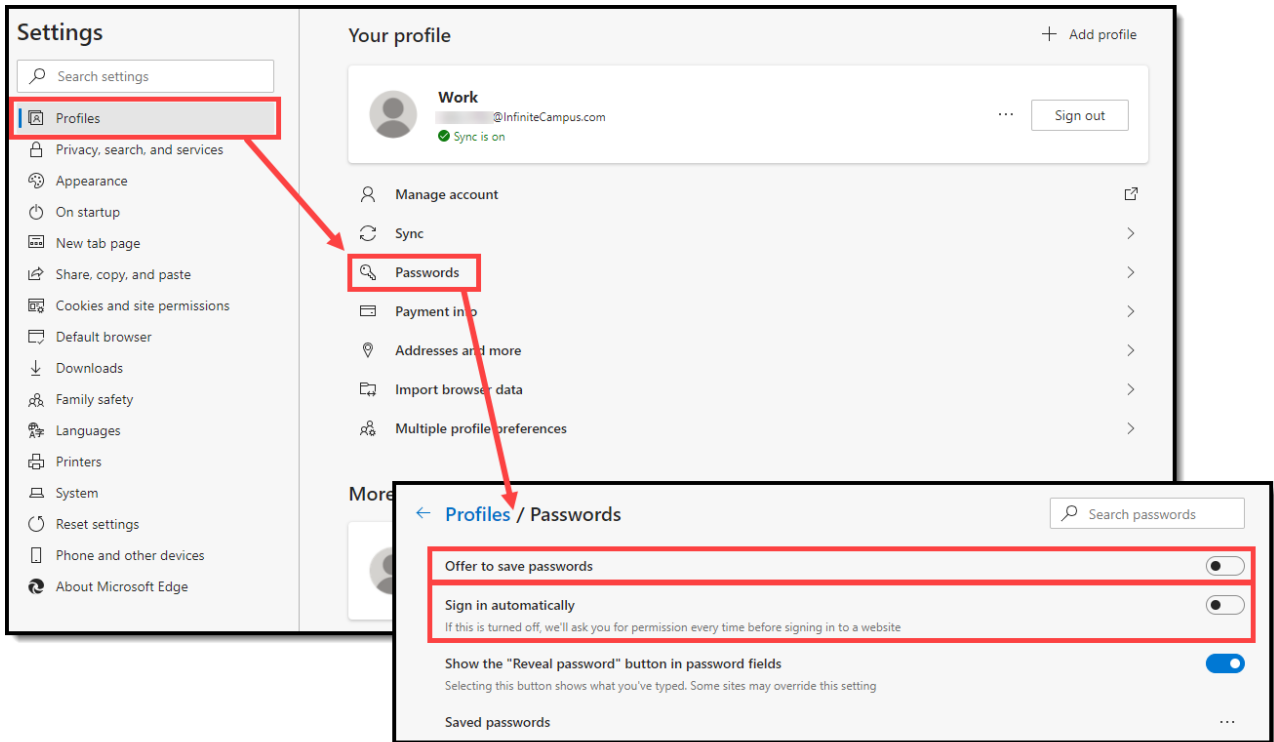 Settings
Search settings
Profiles
Privacy, search, and services
Appearance
On startup
New tab page
Share, copy, and paste
Cookies and site permissions
Default browser
Downloads
Family safety
Languages
Printers
System
Reset settings
Phone and other devices
About Microsoft Edge
Your profile
Add profile
Work
@InfiniteCampus.com
Sync is on
... Sign out
Manage account
Sync
Passwords
Payment info
Addresses and more
Import browser data
Multiple profile preferences
More
Profiles / Passwords
Search passwords
Offer to save passwords
Sign in automatically
If this is turned off, we'll ask you for permission every time before signing in to a website
Show the "Reveal password" button in password fields
Selecting this button shows what you've typed. Some sites may override this setting
Saved passwords ...